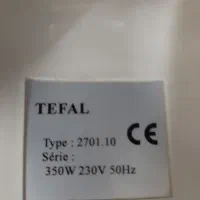 TEFAL
Type : 2701.10
Série :
350W 230V 50Hz
CE